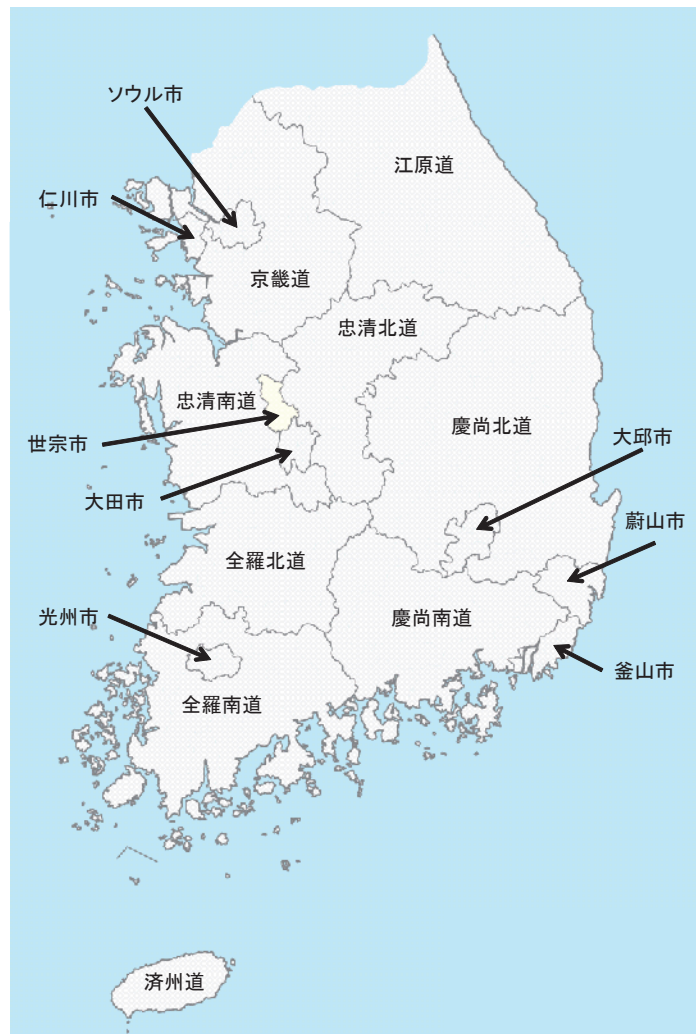 ソウル市
江原道
仁川市
京畿道
忠清北道
忠清南道
慶尚北道
世宗市
大邱市
大田市
蔚山市
全羅北道
光州市
慶尚南道
釜山市
全羅南道
済州道